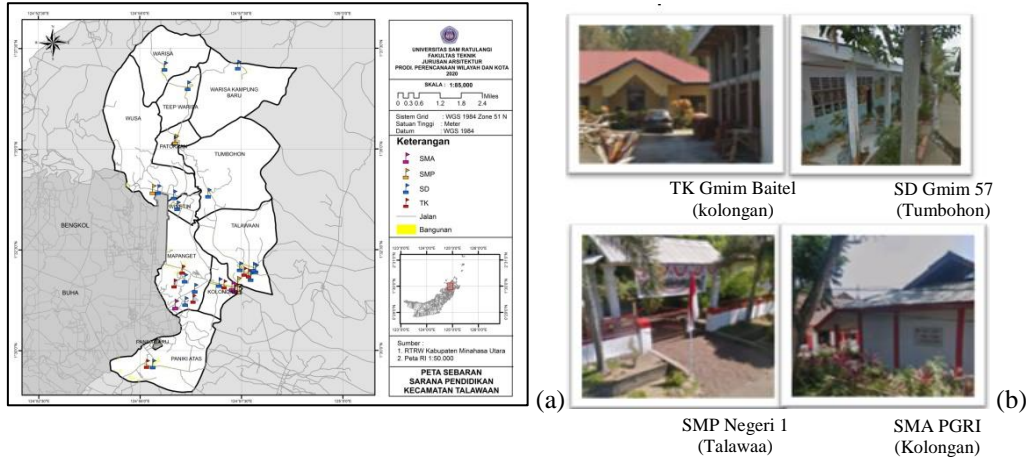 UNIVERSITAS SAM RATULANGI
FAKULTAS TEKNIK
JURUSAN ARSITEKTUR
PRODI. PERENCANAAN WILAYAH DAN KOTA
2020
SKALA : 1:85,000
Miles
0 0.3 0.6 1.2 1.8 2.4
Sistem Grid : WGS 1984 Zone 51 N
Satuan Tinggi : Meter
Datum : WGS 1984
Keterangan
SMA
SMP
SD
TK
Jalan
Bangunan
Sumber :
1. RTRW Kabupaten Minahasa Utara
2. Peta RI 1:50.000
PETA SEBARAN
SARANA PENDIDIKAN
KECAMATAN TALAWAAN
WARISA
WARISA KAMPUNG
BARU
TEEP WARISA
WUSA
TUMBOHON
BENGKOL
TALAWAAN
MAPANGET
BUHA
PANIKI ATAS
(a)
TK Gmim Baitel
(kolongan)
SD Gmim 57
(Tumbohon)
SMP Negeri 1
(Talawaa)
SMA PGRI
(Kolongan)
(b)